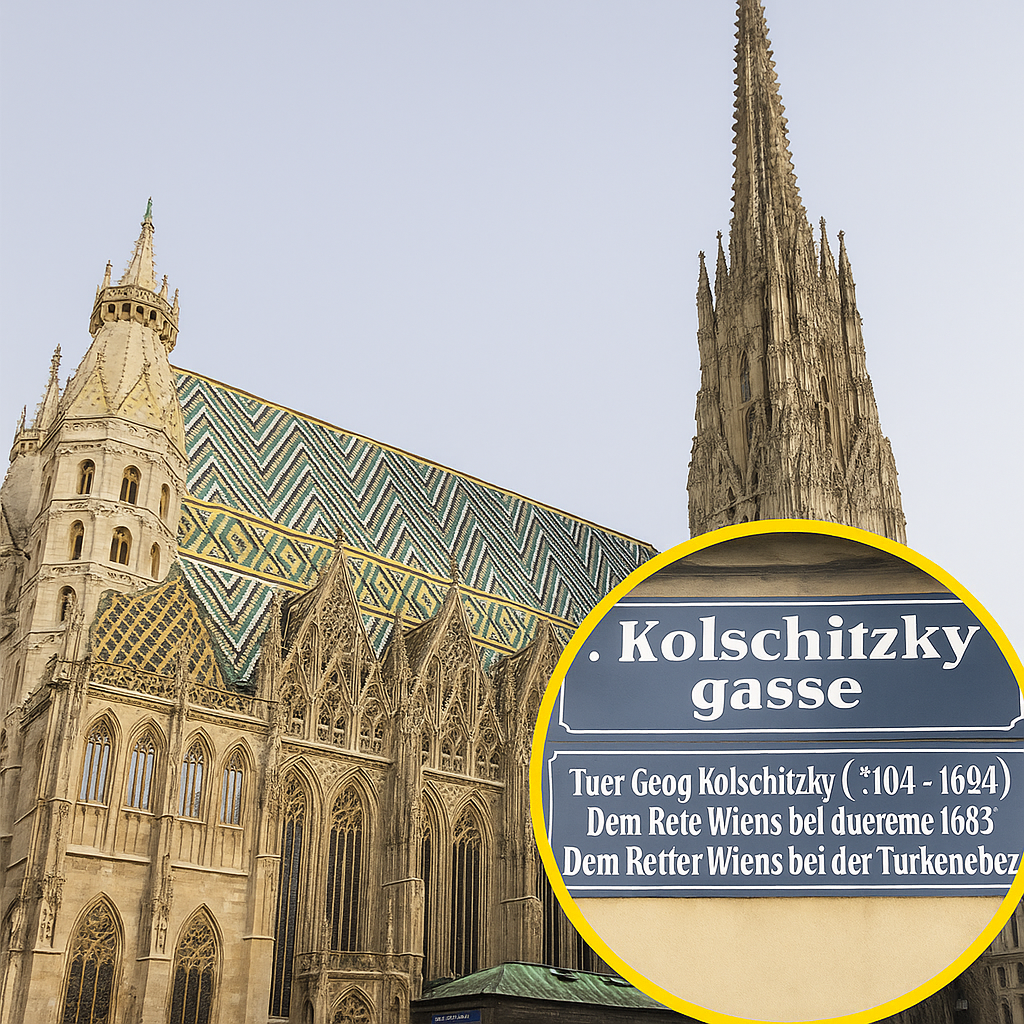 . Kolschitzky
gasse
Tuer Geog Kolschitzky (*104 - 1694)
Dem Rete Wiens bel duereme 1683
Dem Retter Wiens bei der Turkenebez